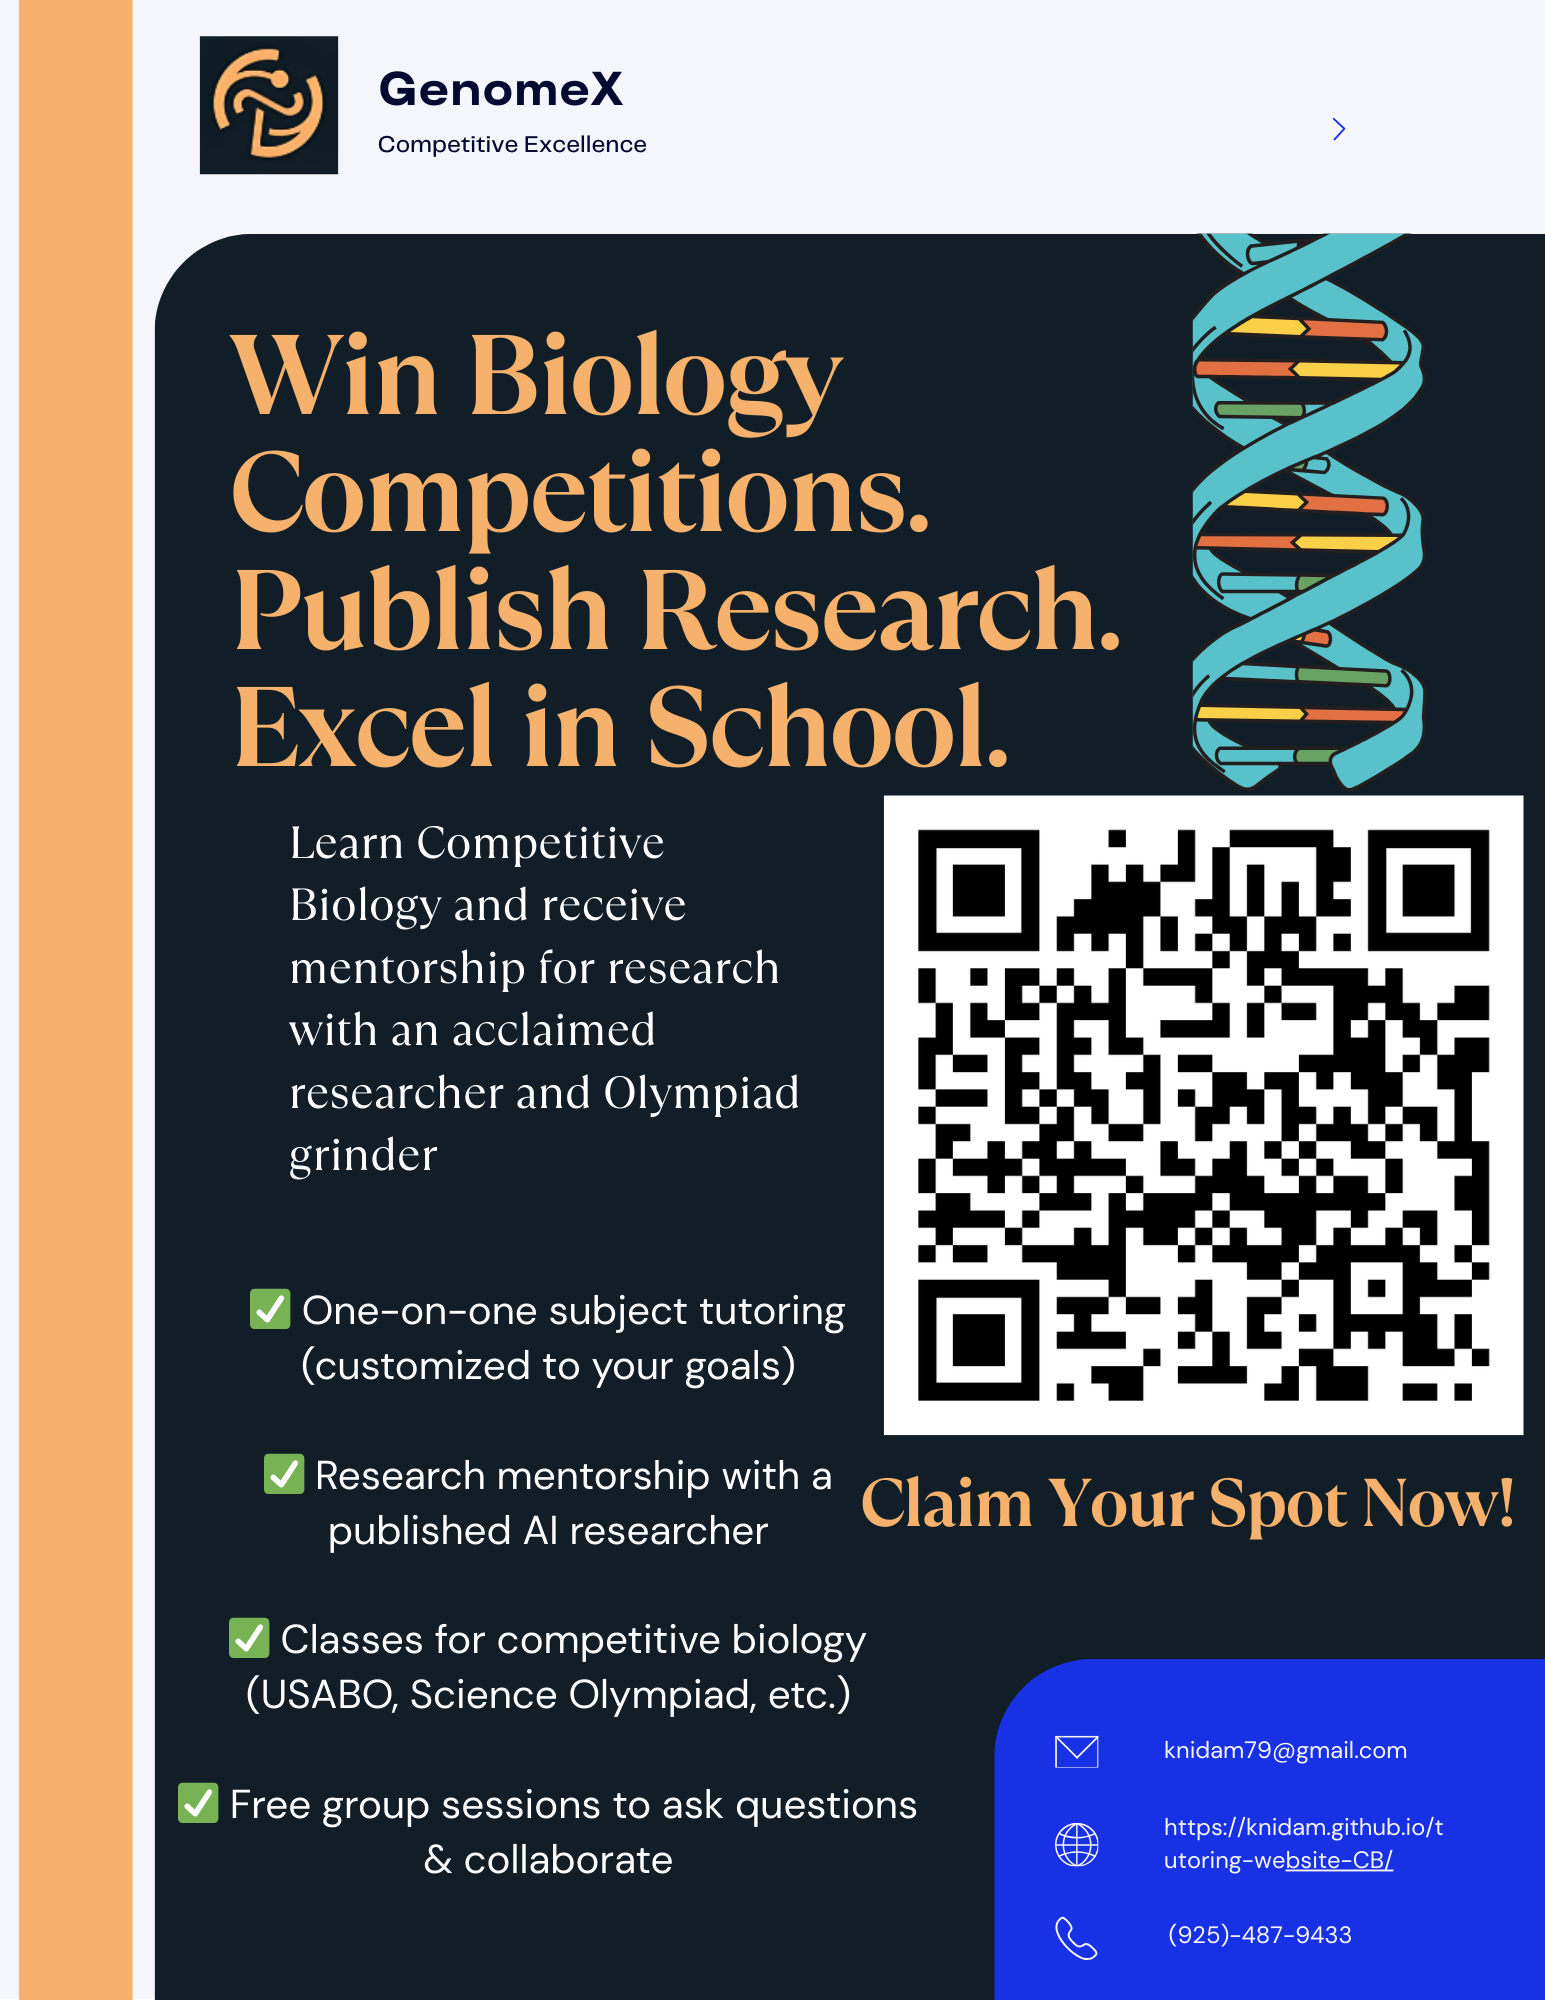 GenomeX
Competitive Excellence
Win Biology
Competitions.
Publish Research.
Excel in School.
Learn Competitive
Biology and receive
mentorship for research
with an acclaimed
researcher and Olympiad
grinder
✅ One-on-one subject tutoring
(customized to your goals)
✅ Research mentorship with a
published AI researcher
✅ Classes for competitive biology
(USABO, Science Olympiad, etc.)
✅ Free group sessions to ask questions
& collaborate
Claim Your Spot Now!
knidam79@gmail.com
https://knidam.github.io/t
utoring-website-CB/
(925)-487-9433